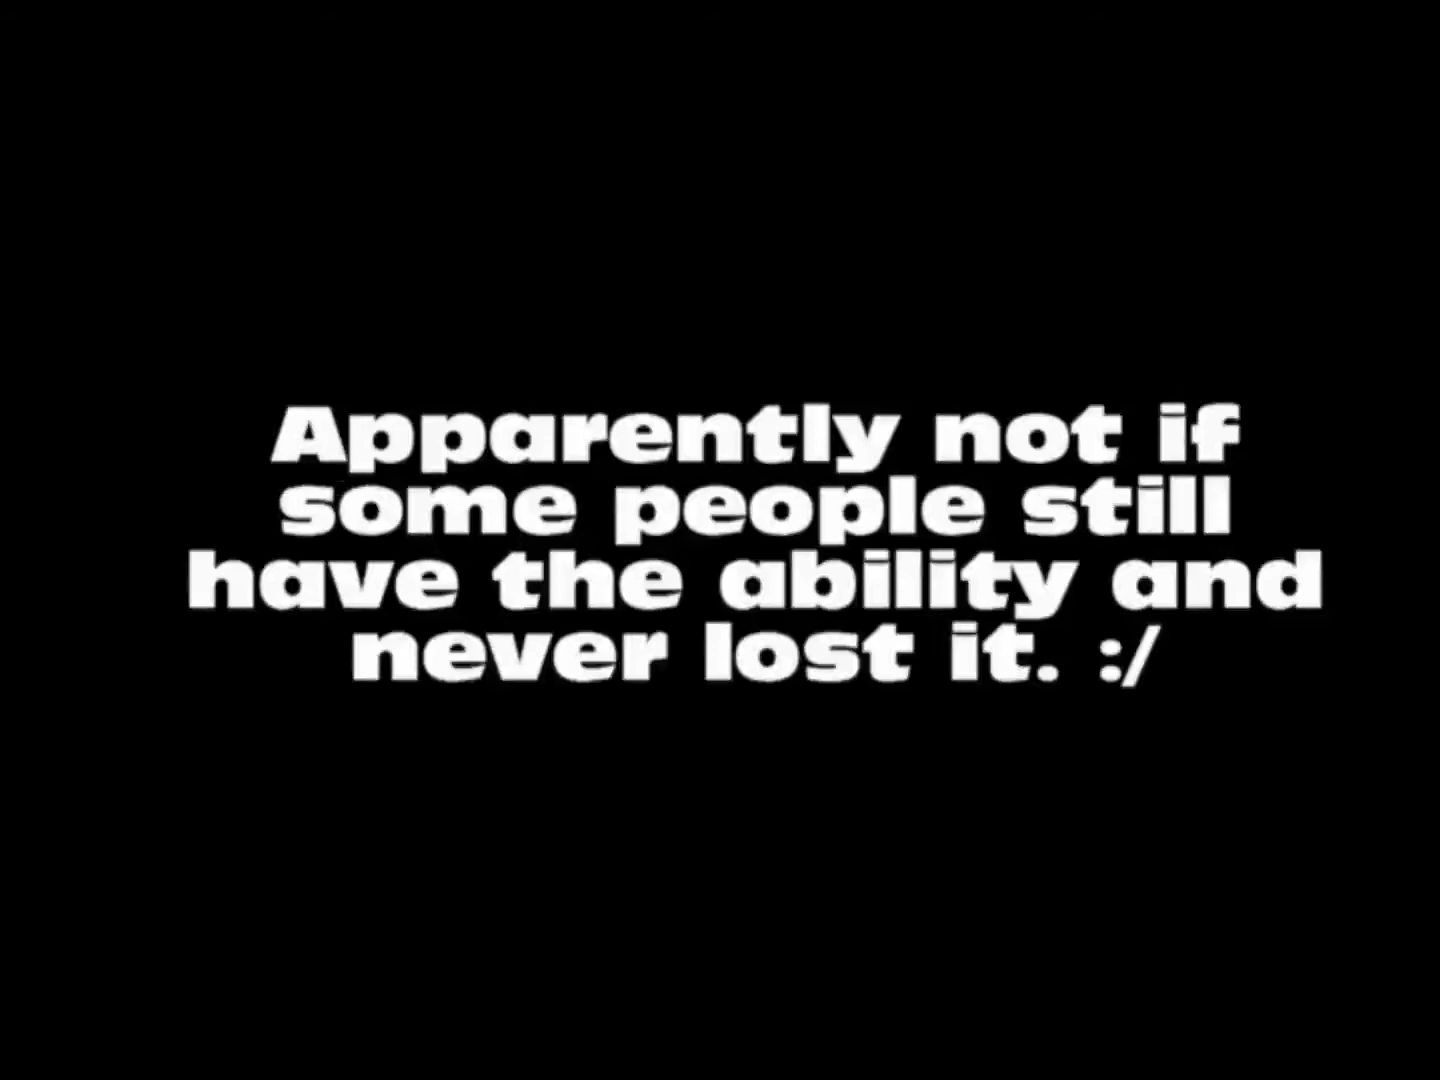 Apparently not if
some people still
have the ability and
never lost it. :/